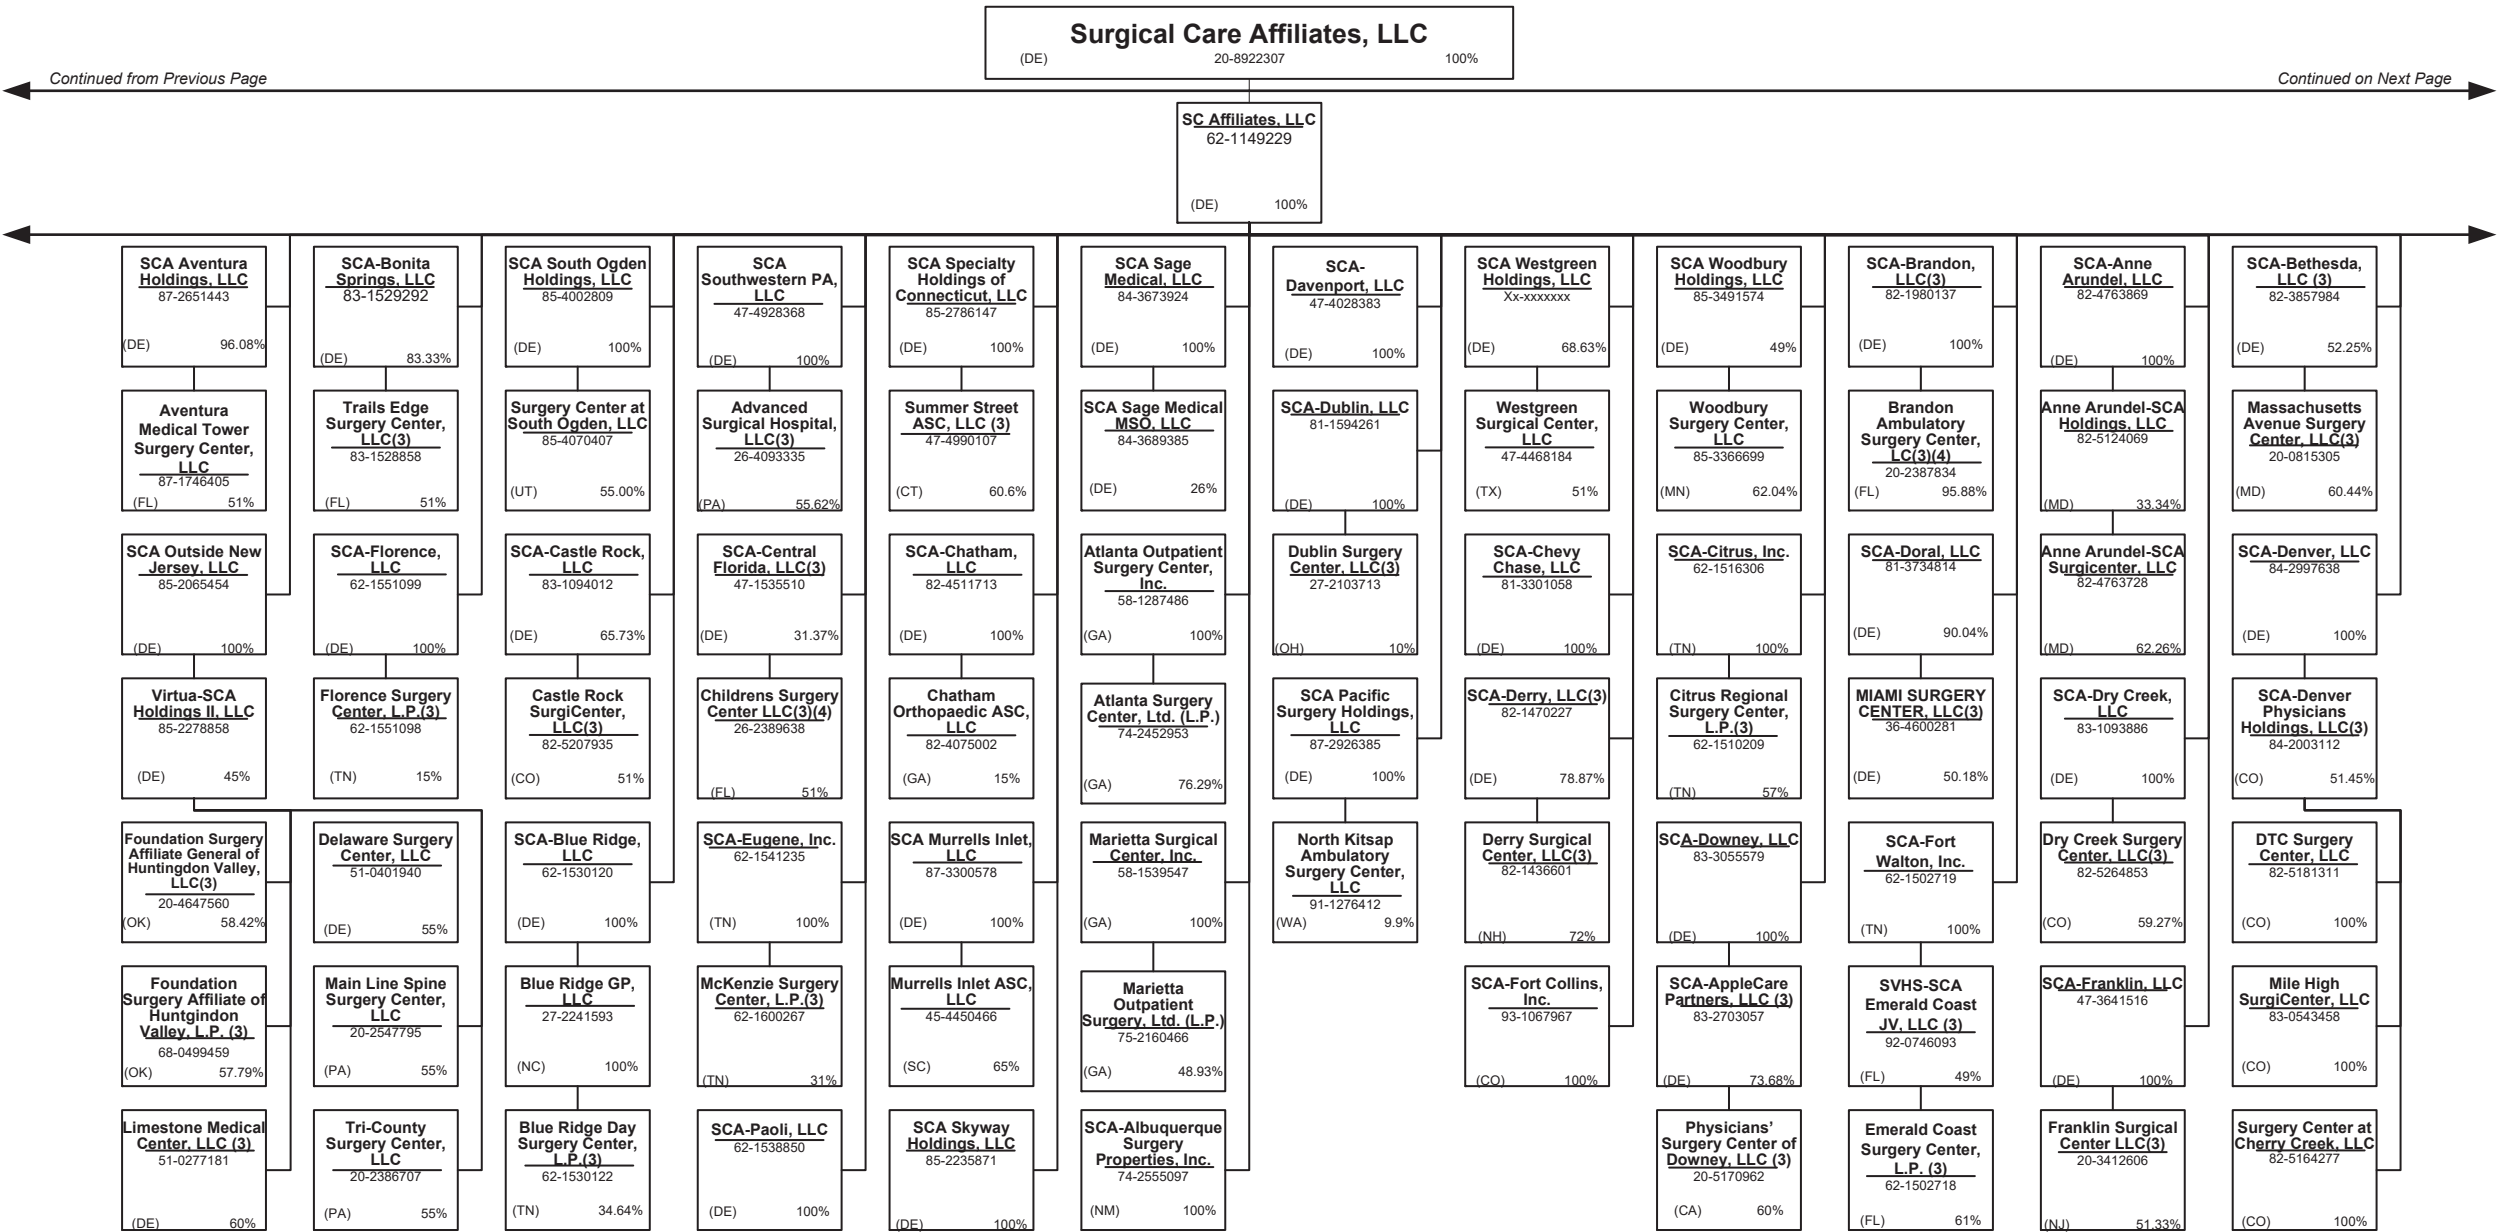 Surgical Care Affiliates, LLC
(DE) 20-8922307 100%
Continued from Previous Page
Continued on Next Page
SC Affiliates, LLC
62-1149229
(DE) 100%
SCA Aventura
Holdings, LLC
87-2651443
(DE) 96.08%
SCA-Bonita
Springs, LLC
83-1529292
(DE) 83.33%
SCA South Ogden
Holdings, LLC
85-4002809
(DE) 100%
SCA
Southwestern PA,
LLC
47-4928368
(DE) 100%
SCA Specialty
Holdings of
Connecticut, LLC
85-2786147
(DE) 100%
SCA Sage
Medical, LLC
84-3673924
(DE) 100%
SCA-
Davenport, LLC
47-4028383
(DE) 100%
SCA Westgreen
Holdings, LLC
Xx-xxxxxxx
(DE) 68.63%
SCA Woodbury
Holdings, LLC
85-3491574
(DE) 49%
SCA-Brandon,
LLC(3)
82-1980137
(DE) 100%
SCA-Anne
Arundel, LLC
82-4763869
(DE) 100%
SCA-Bethesda,
LLC (3)
82-3857984
(DE) 52.25%
Aventura
Medical Tower
Surgery Center,
LLC
87-1746405
(FL) 51%
Trails Edge
Surgery Center,
LLC(3)
83-1528858
(FL) 51%
Surgery Center at
South Ogden, LLC
85-4070407
(UT) 55.00%
Advanced
Surgical Hospital,
LLC(3)
26-4093335
(PA) 55.62%
Summer Street
ASC, LLC (3)
47-4990107
(CT) 60.6%
SCA Sage Medical
MSO, LLC
84-3689385
(DE) 26%
SCA-Dublin, LLC
81-1594261
(DE) 100%
Westgreen
Surgical Center,
LLC
47-4468184
(TX) 51%
Woodbury
Surgery Center,
LLC
85-3366699
(MN) 62.04%
Brandon
Ambulatory
Surgery Center,
LC(3)(4)
20-2387834
(FL) 95.88%
Anne Arundel-SCA
Holdings, LLC
82-5124069
(MD) 33.34%
Massachusetts
Avenue Surgery
Center, LLC(3)
20-0815305
(MD) 60.44%
SCA Outside New
Jersey, LLC
85-2065454
(DE) 100%
SCA-Florence,
LLC
62-1551099
(DE) 100%
SCA-Castle Rock,
LLC
83-1094012
(DE) 65.73%
SCA-Central
Florida, LLC(3)
47-1535510
(DE) 31.37%
SCA-Chatham,
LLC
82-4511713
(DE) 100%
Atlanta Outpatient
Surgery Center,
Inc.
58-1287486
(GA) 100%
Dublin Surgery
Center, LLC(3)
27-2103713
(OH) 10%
SCA-Chevy
Chase, LLC
81-3301058
(DE) 100%
SCA-Citrus, Inc.
62-1516306
(TN) 100%
SCA-Doral, LLC
81-3734814
(DE) 90.04%
Anne Arundel-SCA
Surgicenter, LLC
82-4763728
(MD) 62.26%
SCA-Denver, LLC
84-2997638
(DE) 100%
Virtua-SCA
Holdings II, LLC
85-2278858
(DE) 45%
Florence Surgery
Center, L.P.(3)
62-1551098
(TN) 15%
Castle Rock
SurgiCenter,
LLC(3)
82-5207935
(CO) 51%
Childrens Surgery
Center LLC(3)(4)
26-2389638
(FL) 51%
Chatham
Orthopaedic ASC,
LLC
82-4075002
(GA) 15%
Atlanta Surgery
Center, Ltd. (L.P.)
74-2452953
(GA) 76.29%
SCA Pacific
Surgery Holdings,
LLC
87-2926385
(DE) 100%
SCA-Derry, LLC(3)
82-1470227
(DE) 78.87%
Citrus Regional
Surgery Center,
L.P.(3)
62-1510209
(TN) 57%
MIAMI SURGERY
CENTER, LLC(3)
36-4600281
(DE) 50.18%
SCA-Dry Creek,
LLC
83-1093886
(DE) 100%
SCA-Denver
Physicians
Holdings, LLC(3)
84-2003112
(CO) 51.45%
Foundation Surgery
Affiliate General of
Huntingdon Valley,
LLC(3)
20-4647560
(OK) 58.42%
Delaware Surgery
Center, LLC
51-0401940
(DE) 55%
SCA-Blue Ridge,
LLC
62-1530120
(DE) 100%
SCA-Eugene, Inc.
62-1541235
(TN) 100%
SCA Murrells Inlet,
LLC
87-3300578
(DE) 100%
Marietta Surgical
Center, Inc.
58-1539547
(GA) 100%
North Kitsap
Ambulatory
Surgery Center,
LLC
91-1276412
(WA) 9.9%
Derry Surgical
Center, LLC(3)
82-1436601
(NH) 72%
SCA-Downey, LLC
83-3055579
(DE) 100%
SCA-Fort
Walton, Inc.
62-1502719
(TN) 100%
Dry Creek Surgery
Center, LLC(3)
82-5264853
(CO) 59.27%
DTC Surgery
Center, LLC
82-5181311
(CO) 100%
Foundation
Surgery Affiliate of
Huntgindon
Valley, L.P. (3)
68-0499459
(OK) 57.79%
Main Line Spine
Surgery Center,
LLC
20-2547795
(PA) 55%
Blue Ridge GP,
LLC
27-2241593
(NC) 100%
McKenzie Surgery
Center, L.P.(3)
62-1600267
(TN) 31%
Murrells Inlet ASC,
LLC
45-4450466
(SC) 65%
Marietta
Outpatient
Surgery, Ltd. (L.P.)
75-2160466
(GA) 48.93%
SCA-Fort Collins,
Inc.
93-1067967
(CO) 100%
SCA-AppleCare
Partners, LLC (3)
83-2703057
(DE) 73.68%
SVHS-SCA
Emerald Coast
JV, LLC (3)
92-0746093
(FL) 49%
SCA-Franklin, LLC
47-3641516
(DE) 100%
Mile High
SurgiCenter, LLC
83-0543458
(CO) 100%
Limestone Medical
Center, LLC (3)
51-0277181
(DE) 60%
Tri-County
Surgery Center,
LLC
20-2386707
(PA) 55%
Blue Ridge Day
Surgery Center,
L.P.(3)
62-1530122
(TN) 34.64%
SCA-Paoli, LLC
62-1538850
(DE) 100%
SCA Skyway
Holdings, LLC
85-2235871
(DE) 100%
SCA-Albuquerque
Surgery
Properties, Inc.
74-2555097
(NM) 100%
Physicians’
Surgery Center of
Downey, LLC (3)
20-5170962
(CA) 60%
Emerald Coast
Surgery Center,
L.P. (3)
62-1502718
(FL) 61%
Franklin Surgical
Center LLC(3)
20-3412606
(NJ) 51.33%
Surgery Center at
Cherry Creek, LLC
82-5164277
(CO) 100%